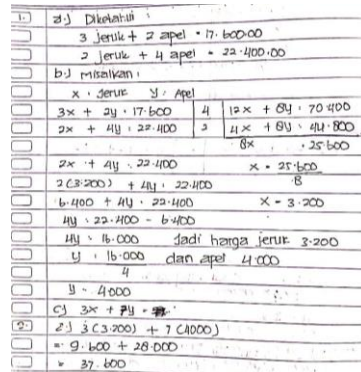 1. a.) Diketahui :
3 jeruk + 2 apel = 17.600.00
2 jeruk + 4 apel = 22.400.00
b.) misalkan :
x : jeruk y : Apel
3x + 2y = 17.600 | 4 | 12x + 8y = 70.400
2x + 4y = 22.400 | 2 | 4x + 8y = 44.800
8x = 25.600
2x + 4y = 22.400 x = 25.600
2(3.200) + 4y = 22.400 8
6.400 + 4y = 22.400 x = 3.200
4y = 22.400 - 6.400
4y = 16.000 Jadi harga jeruk 3.200
y = 16.000 dan apel 4.000
4
y = 4000
c.) 3x + 7y =
2. 2.) 3(3.200) + 7(4000)
= 9.600 + 28.000
= 37.600